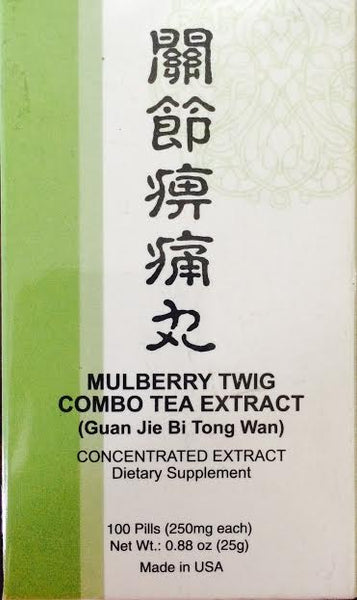 關節痹痛丸
MULBERRY TWIG
COMBO TEA EXTRACT
(Guan Jie Bi Tong Wan)
CONCENTRATED EXTRACT
Dietary Supplement
100 Pills (250mg each)
Net Wt.: 0.88 oz (25g)
Made in USA